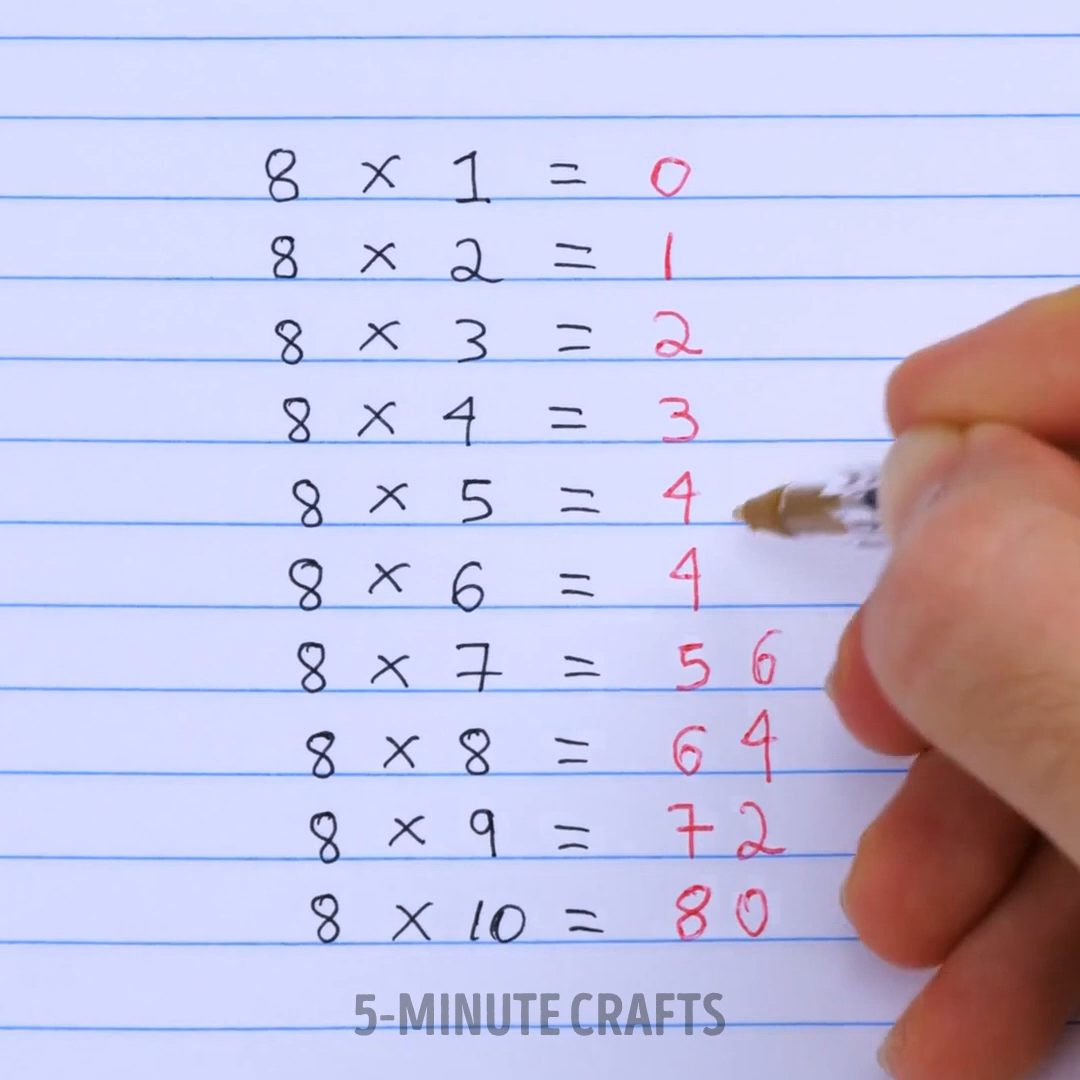 8 × 1 = 0
8 × 2 = 1
8 × 3 = 2
8 × 4 = 3
8 × 5 = 4
8 × 6 = 4
8 × 7 = 56
8 × 8 = 64
8 × 9 = 72
8 × 10 = 80
5-MINUTE CRAFTS